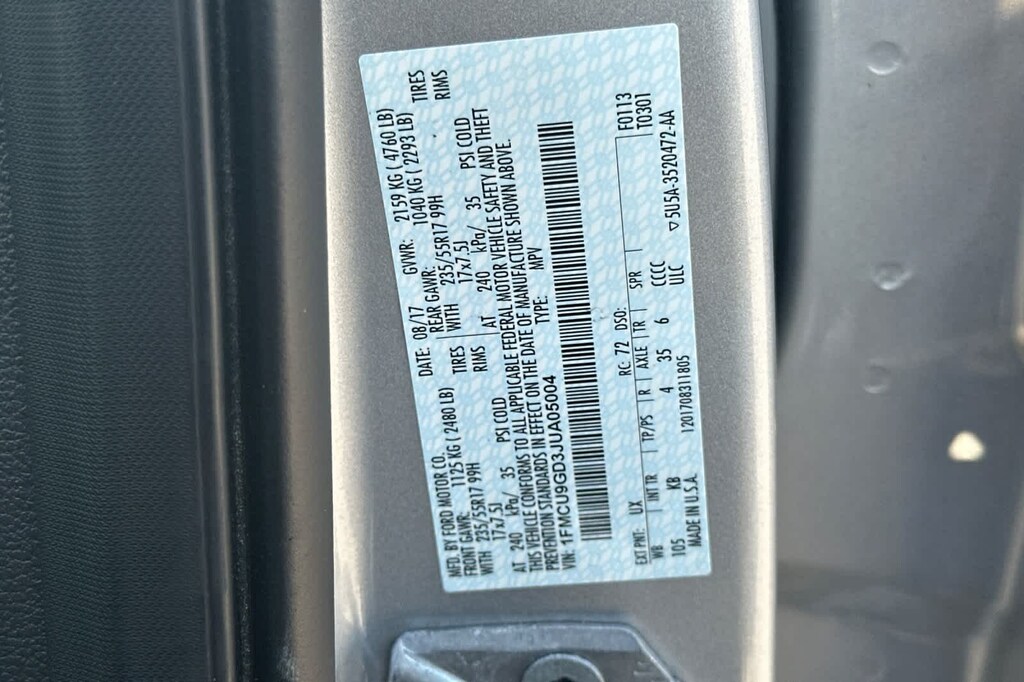 MFD. BY FORD MOTOR CO.
DATE: 08/17 GVWR: 2159 KG ( 4760 LB)
FRONT GAWR: 1125 KG ( 2480 LB)
REAR GAWR: 1040 KG ( 2293 LB)
WITH 235/55R17 99H TIRES
WITH 235/55R17 99H TIRES
17x7.5J RIMS
17x7.5J RIMS
AT 240 kPa/ 35 PSI COLD
AT 240 kPa/ 35 PSI COLD
THIS VEHICLE CONFORMS TO ALL APPLICABLE FEDERAL MOTOR VEHICLE SAFETY AND THEFT
PREVENTION STANDARDS IN EFFECT ON THE DATE OF MANUFACTURE SHOWN ABOVE.
VIN: 1FMCU9GD3JUA05004 TYPE: MPV
F0113
T0301
EXT PNT: UX RC: 72 DSO:
WB INT TR TP/PS R AXLE TR SPR
105 KB 4 35 6 CCCC
ULC
MADE IN U.S.A. 1201708311805 ▽ 5U5A-3520472-AA